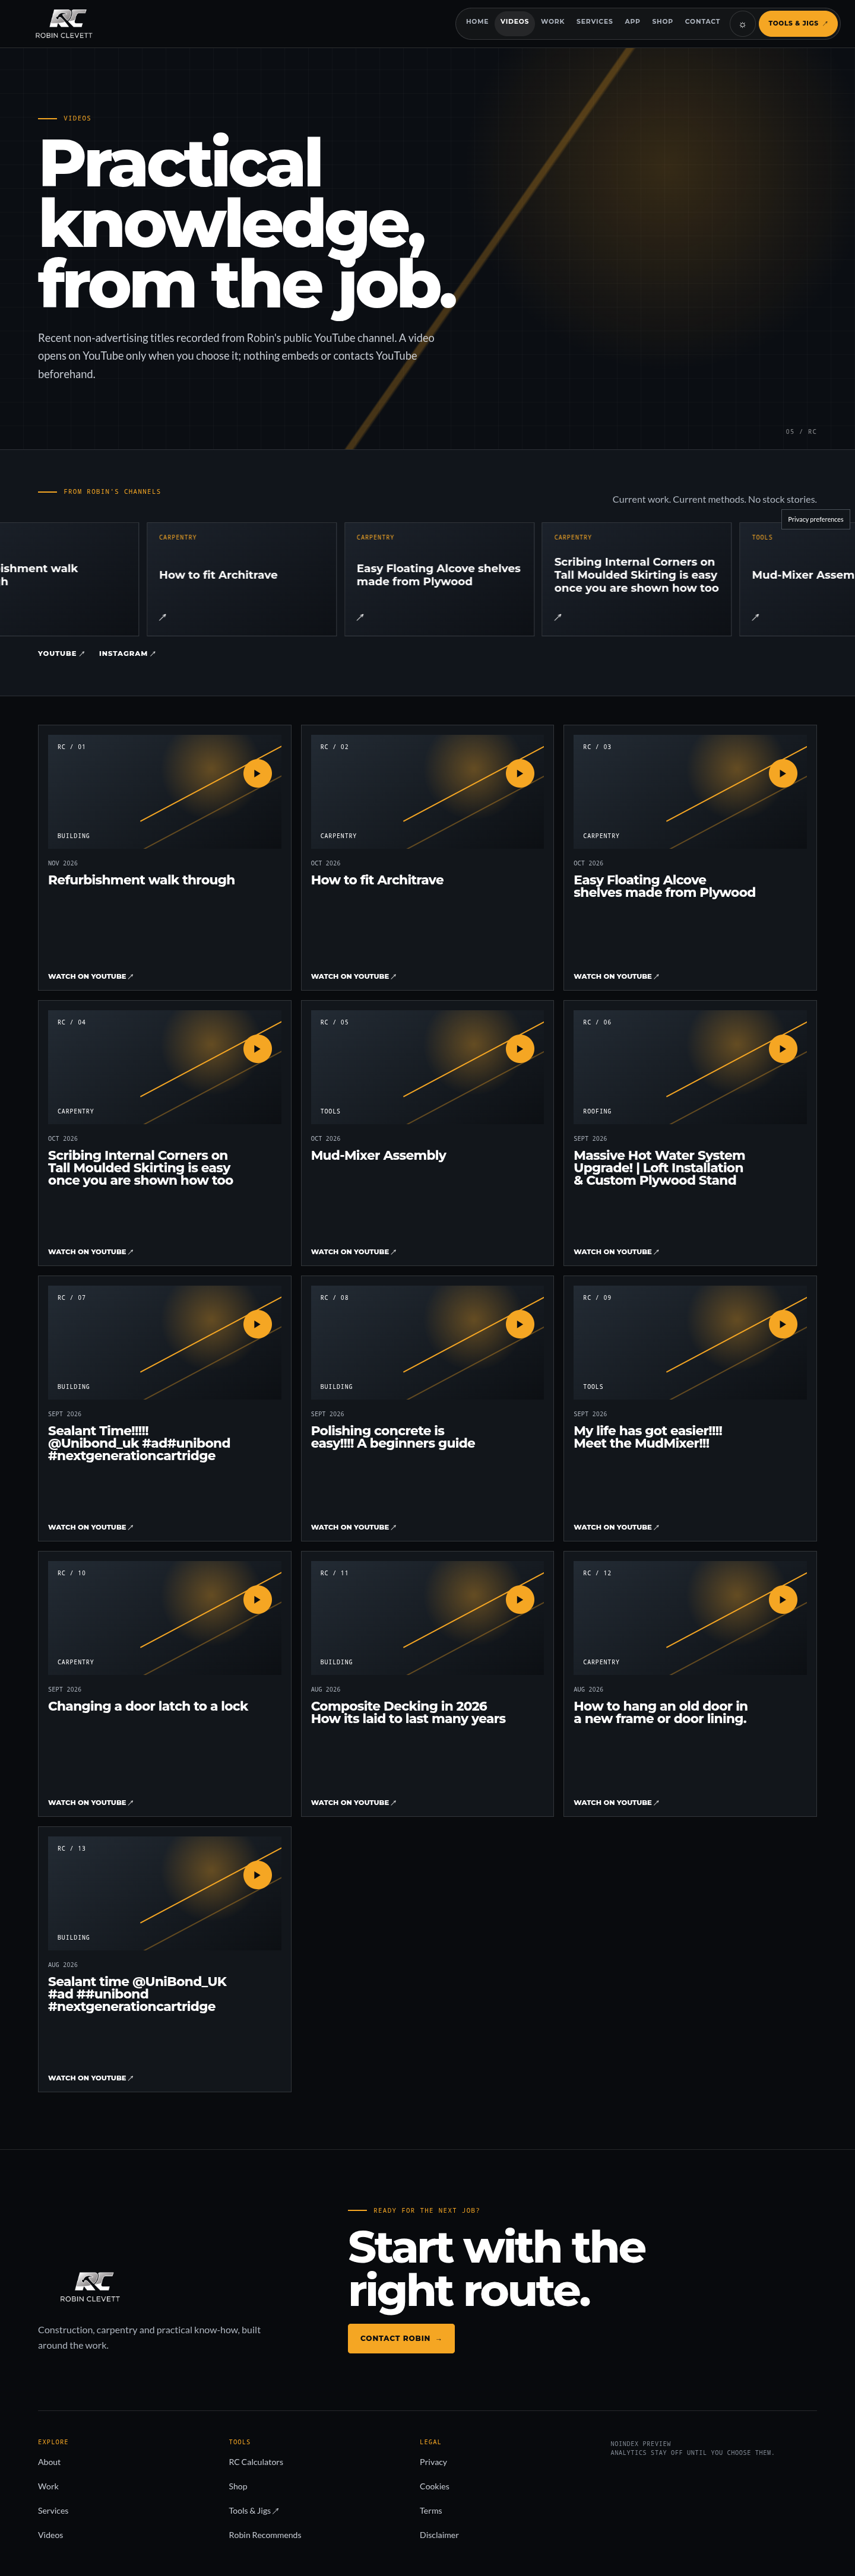 RC
ROBIN CLEVETT
HOME VIDEOS WORK SERVICES APP SHOP CONTACT ☼ TOOLS & JIGS ↗
VIDEOS
Practical
knowledge,
from the job.
Recent non-advertising titles recorded from Robin's public YouTube channel. A video
opens on YouTube only when you choose it; nothing embeds or contacts YouTube
beforehand.
05 / RC
FROM ROBIN'S CHANNELS
Current work. Current methods. No stock stories.
Privacy preferences
ishment walk
h
CARPENTRY
How to fit Architrave
↗
CARPENTRY
Easy Floating Alcove shelves
made from Plywood
↗
CARPENTRY
Scribing Internal Corners on
Tall Moulded Skirting is easy
once you are shown how too
↗
TOOLS
Mud-Mixer Assem
↗
YOUTUBE ↗ INSTAGRAM ↗
RC / 01
BUILDING
NOV 2026
Refurbishment walk through
WATCH ON YOUTUBE ↗
RC / 02
CARPENTRY
OCT 2026
How to fit Architrave
WATCH ON YOUTUBE ↗
RC / 03
CARPENTRY
OCT 2026
Easy Floating Alcove
shelves made from Plywood
WATCH ON YOUTUBE ↗
RC / 04
CARPENTRY
OCT 2026
Scribing Internal Corners on
Tall Moulded Skirting is easy
once you are shown how too
WATCH ON YOUTUBE ↗
RC / 05
TOOLS
OCT 2026
Mud-Mixer Assembly
WATCH ON YOUTUBE ↗
RC / 06
ROOFING
SEPT 2026
Massive Hot Water System
Upgrade! | Loft Installation
& Custom Plywood Stand
WATCH ON YOUTUBE ↗
RC / 07
BUILDING
SEPT 2026
Sealant Time!!!!!
@Unibond_uk #ad#unibond
#nextgenerationcartridge
WATCH ON YOUTUBE ↗
RC / 08
BUILDING
SEPT 2026
Polishing concrete is
easy!!!! A beginners guide
WATCH ON YOUTUBE ↗
RC / 09
TOOLS
SEPT 2026
My life has got easier!!!!
Meet the MudMixer!!!
WATCH ON YOUTUBE ↗
RC / 10
CARPENTRY
SEPT 2026
Changing a door latch to a lock
WATCH ON YOUTUBE ↗
RC / 11
BUILDING
AUG 2026
Composite Decking in 2026
How its laid to last many years
WATCH ON YOUTUBE ↗
RC / 12
CARPENTRY
AUG 2026
How to hang an old door in
a new frame or door lining.
WATCH ON YOUTUBE ↗
RC / 13
BUILDING
AUG 2026
Sealant time @UniBond_UK
#ad ##unibond
#nextgenerationcartridge
WATCH ON YOUTUBE ↗
RC
ROBIN CLEVETT
Construction, carpentry and practical know-how, built
around the work.
READY FOR THE NEXT JOB?
Start with the
right route.
CONTACT ROBIN →
EXPLORE
About
Work
Services
Videos
TOOLS
RC Calculators
Shop
Tools & Jigs ↗
Robin Recommends
LEGAL
Privacy
Cookies
Terms
Disclaimer
NOINDEX PREVIEW
ANALYTICS STAY OFF UNTIL YOU CHOOSE THEM.